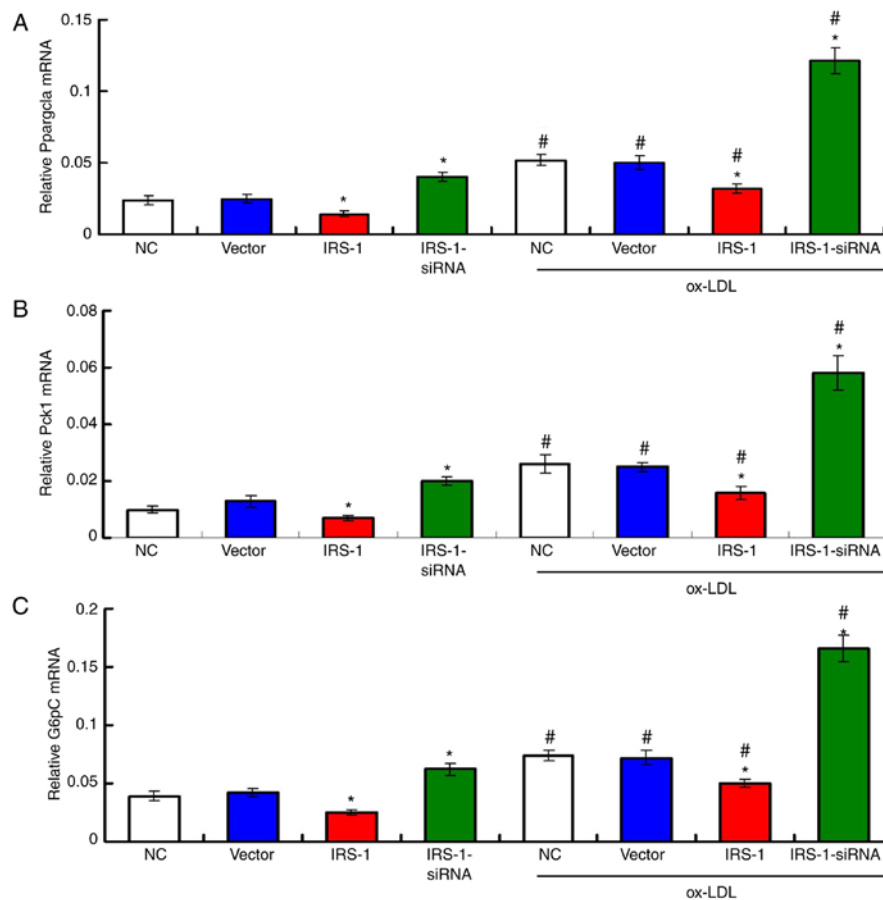 A
Relative Ppargcla mRNA
0.15
0.1
0.05
0
#
*
#
#
#
*
*
*
NC
Vector
IRS-1
IRS-1-
siRNA
NC
Vector
IRS-1
IRS-1-siRNA
ox-LDL
B
Relative Pck1 mRNA
0.08
0.06
0.04
0.02
0
#
*
#
#
#
*
*
*
NC
Vector
IRS-1
IRS-1-
siRNA
NC
Vector
IRS-1
IRS-1-siRNA
ox-LDL
C
Relative G6pC mRNA
0.2
0.15
0.1
0.05
0
#
*
#
#
#
*
*
*
NC
Vector
IRS-1
IRS-1-
siRNA
NC
Vector
IRS-1
IRS-1-siRNA
ox-LDL